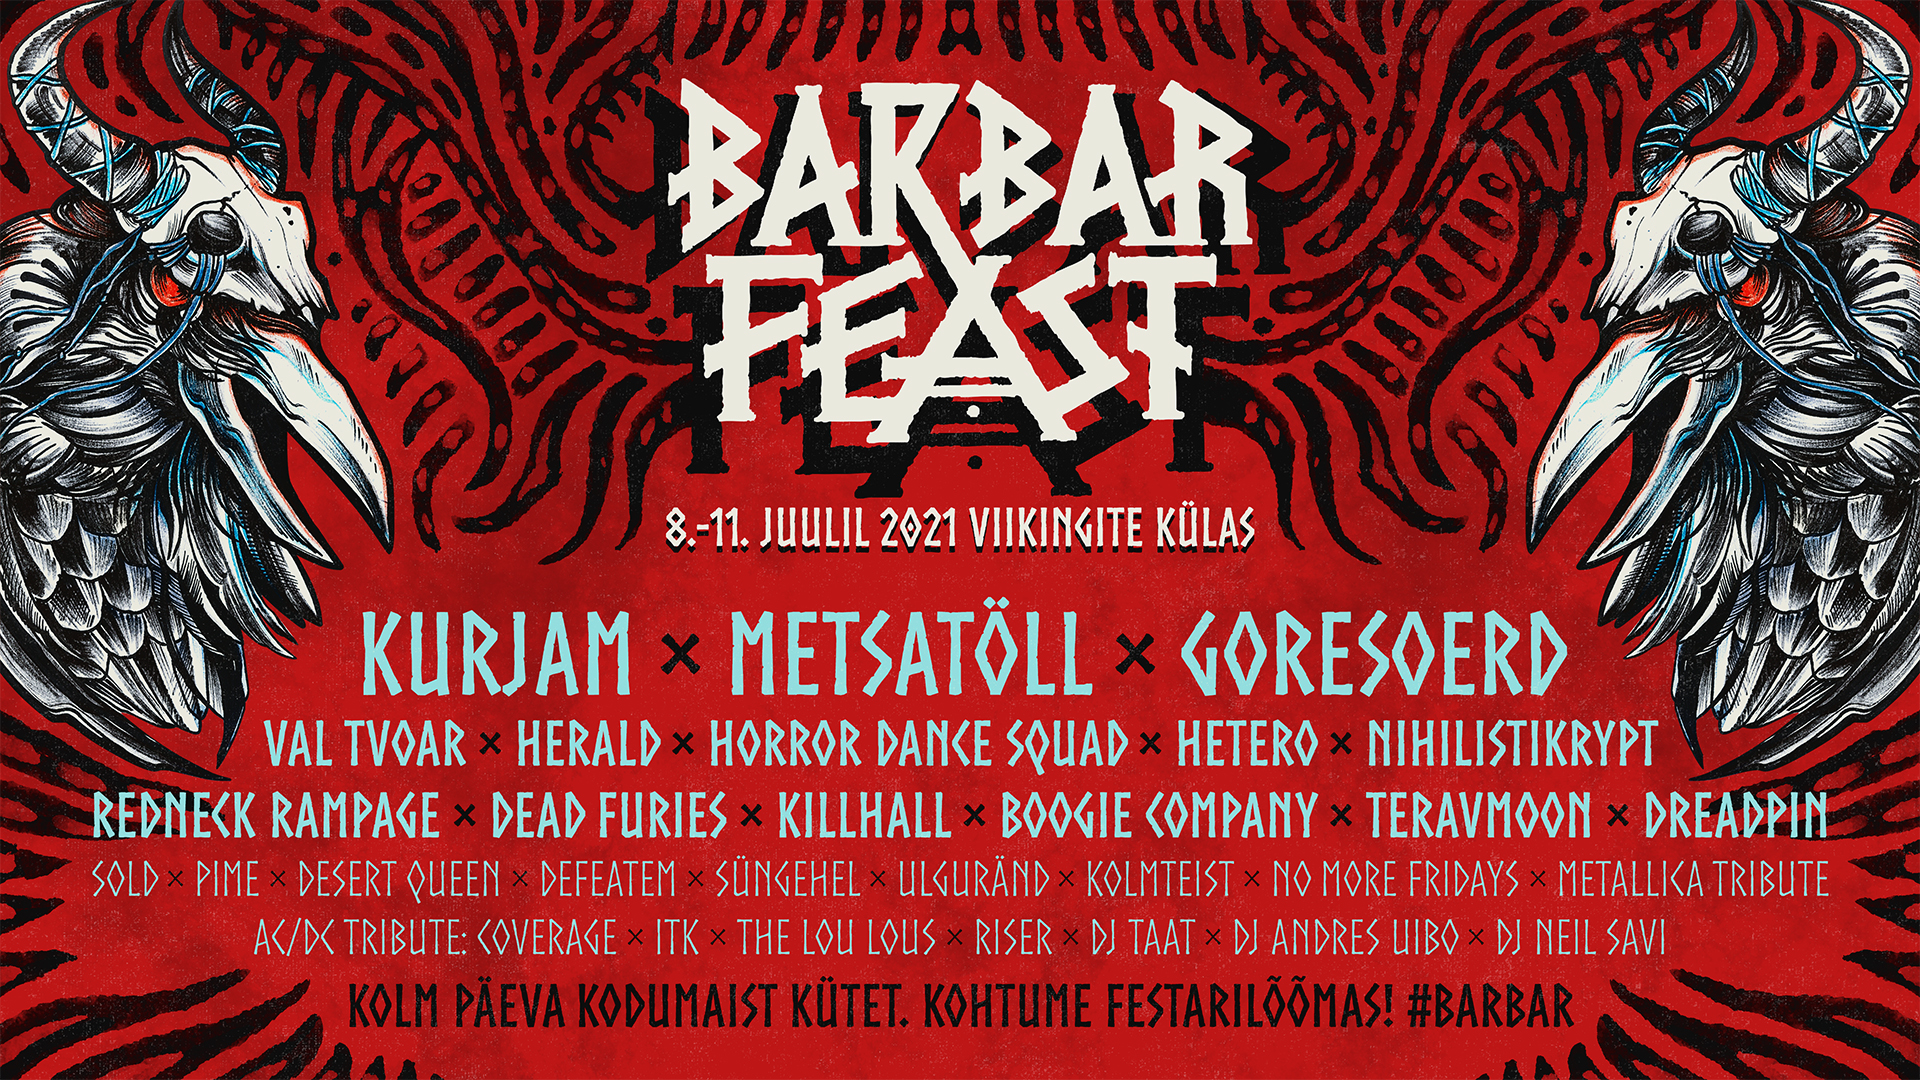 BARBAR
FEAST
8.-11. JUULIL 2021 VIIKINGITE KÜLAS
KURJAM × METSATÖLL × GORESOERD
VAL TVOAR × HERALD × HORROR DANCE SQUAD × HETERO × NIHILISTIKRYPT
REDNECK RAMPAGE × DEAD FURIES × KILLHALL × BOOGIE COMPANY × TERAVMOON × DREADPIN
SOLD × PIME × DESERT QUEEN × DEFEATEM × SÜNGEHEL × ULGURÄND × KOLMTEIST × NO MORE FRIDAYS × METALLICA TRIBUTE
AC/DC TRIBUTE: COVERAGE × ITK × THE LOU LOUS × RISER × DJ TAAT × DJ ANDRES UIBO × DJ NEIL SAVI
KOLM PÄEVA KODUMAIST KÜTET. KOHTUME FESTARILÕÕMAS! #BARBAR